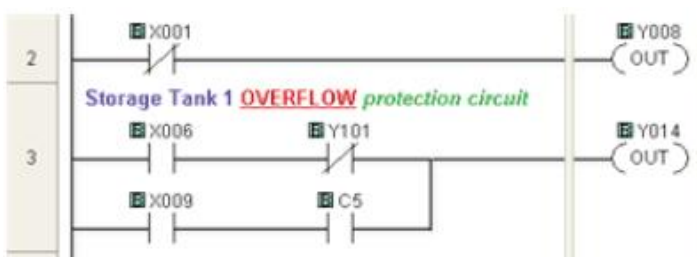 B X001 B Y008
2 OUT
Storage Tank 1 OVERFLOW protection circuit
B X006 B Y101 B Y014
3 OUT
B X009 B C5